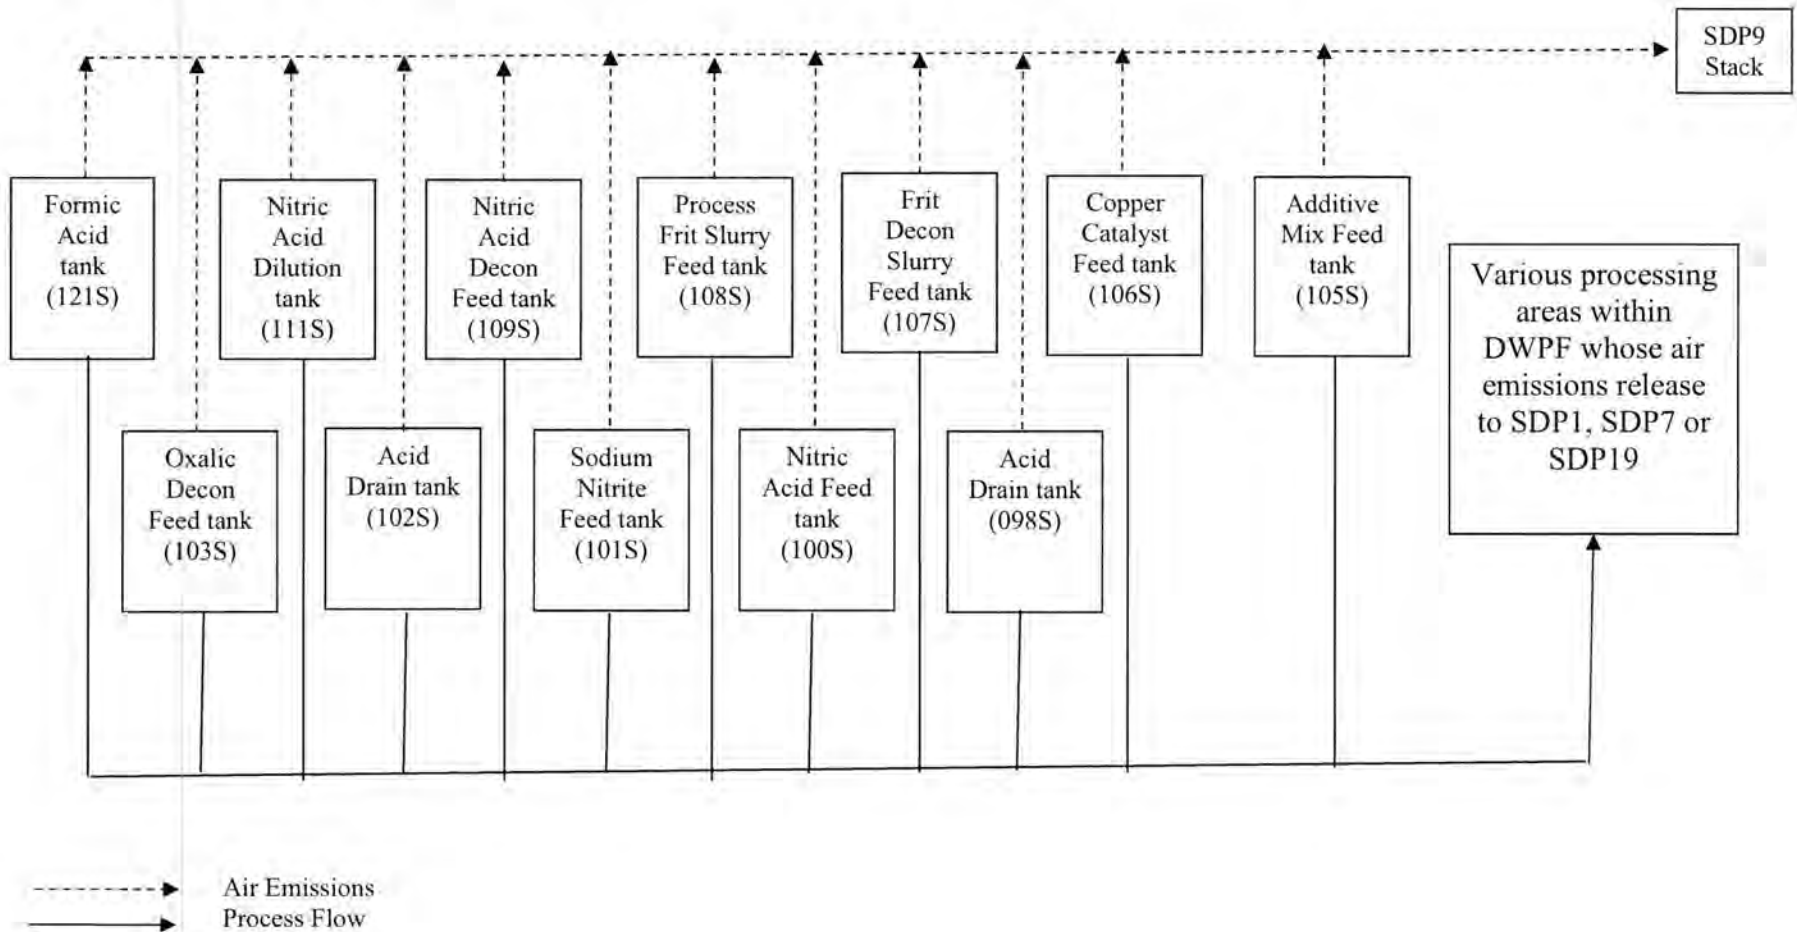 SDP9
Stack
Formic
Acid
tank
(121S)
Nitric
Acid
Dilution
tank
(111S)
Nitric
Acid
Decon
Feed tank
(109S)
Process
Frit Slurry
Feed tank
(108S)
Frit
Decon
Slurry
Feed tank
(107S)
Copper
Catalyst
Feed tank
(106S)
Additive
Mix Feed
tank
(105S)
Various processing
areas within
DWPF whose air
emissions release
to SDP1, SDP7 or
SDP19
Oxalic
Decon
Feed tank
(103S)
Acid
Drain tank
(102S)
Sodium
Nitrite
Feed tank
(101S)
Nitric
Acid Feed
tank
(100S)
Acid
Drain tank
(098S)
Air Emissions
Process Flow